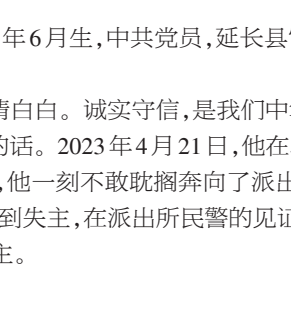 年6月生,中共党员,延长县
清白白。诚实守信,是我们中
的话。2023年4月21日,他在
,他一刻不敢耽搁奔向了派出
到失主,在派出所民警的见证
主。